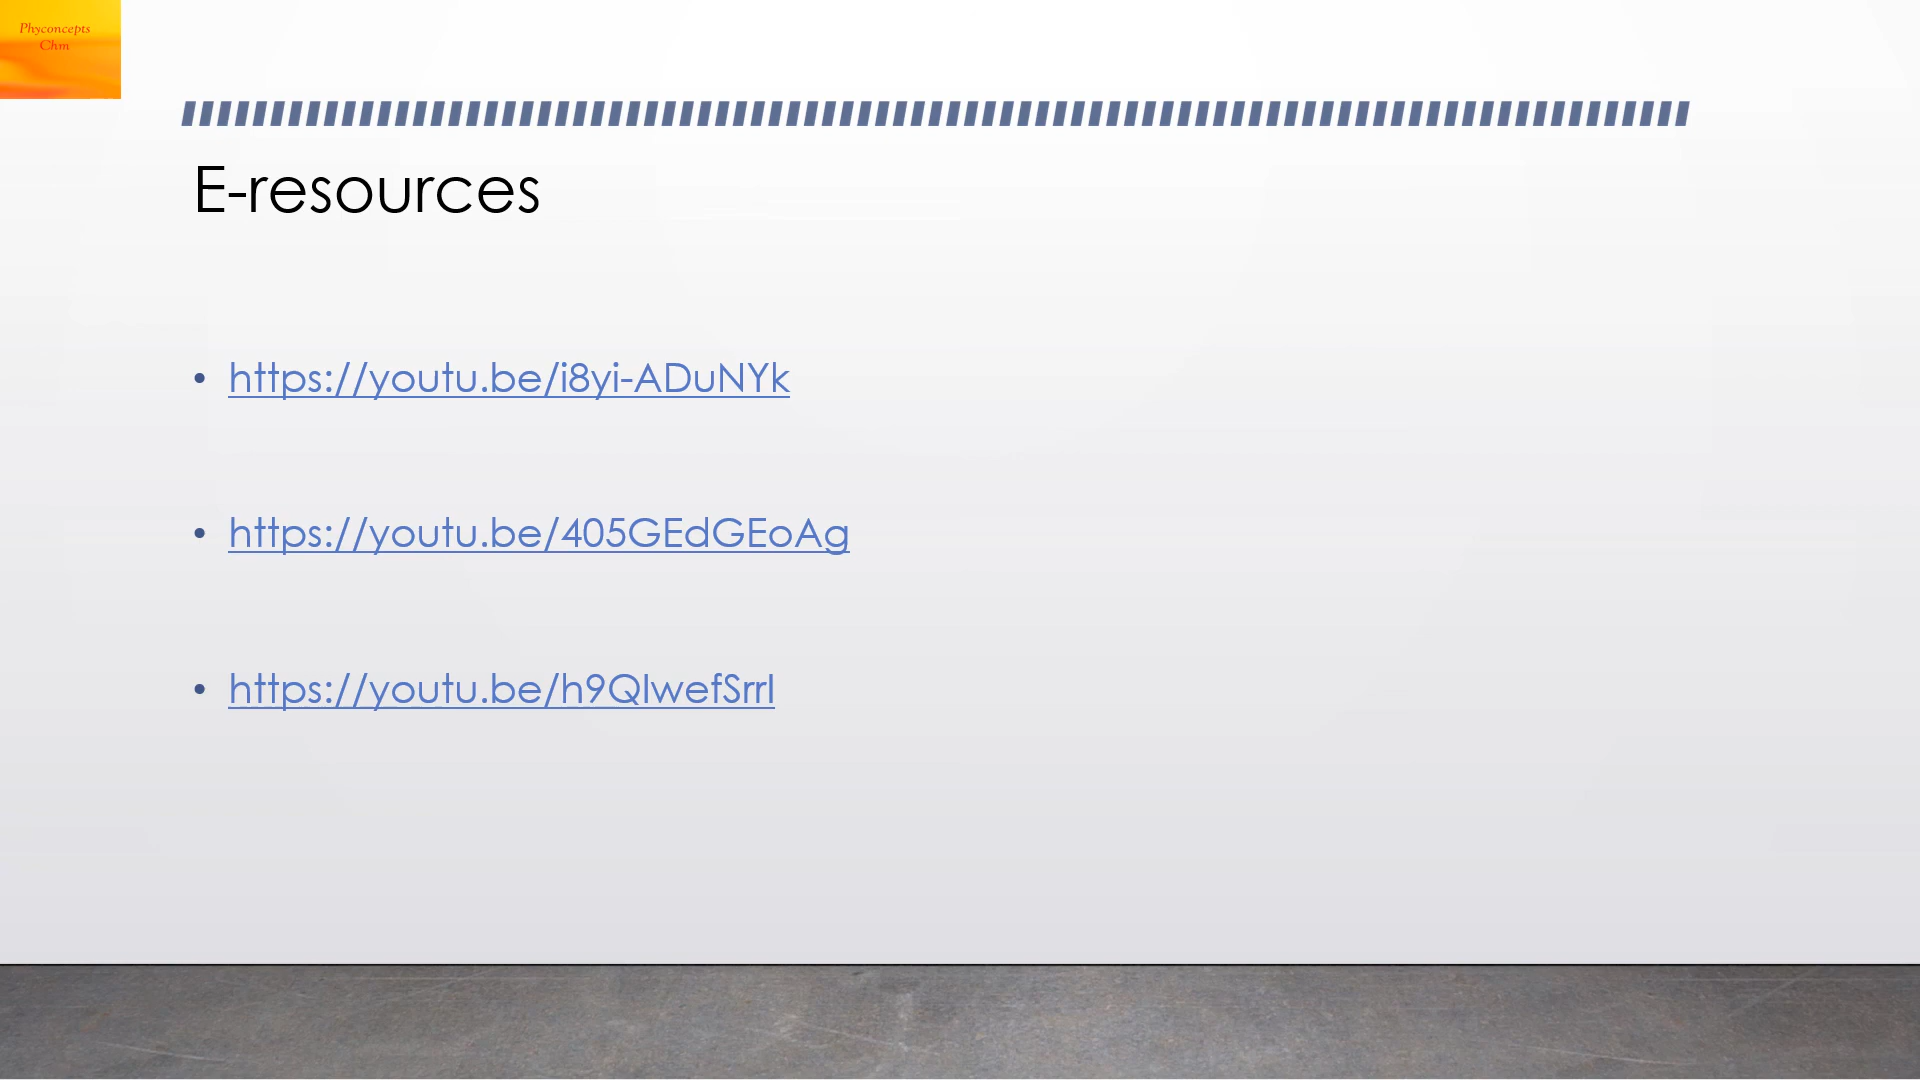 Phyconcepts
Chm
E-resources
• https://youtu.be/i8yi-ADuNYk
• https://youtu.be/405GEdGEoAg
• https://youtu.be/h9QIwefSrrI